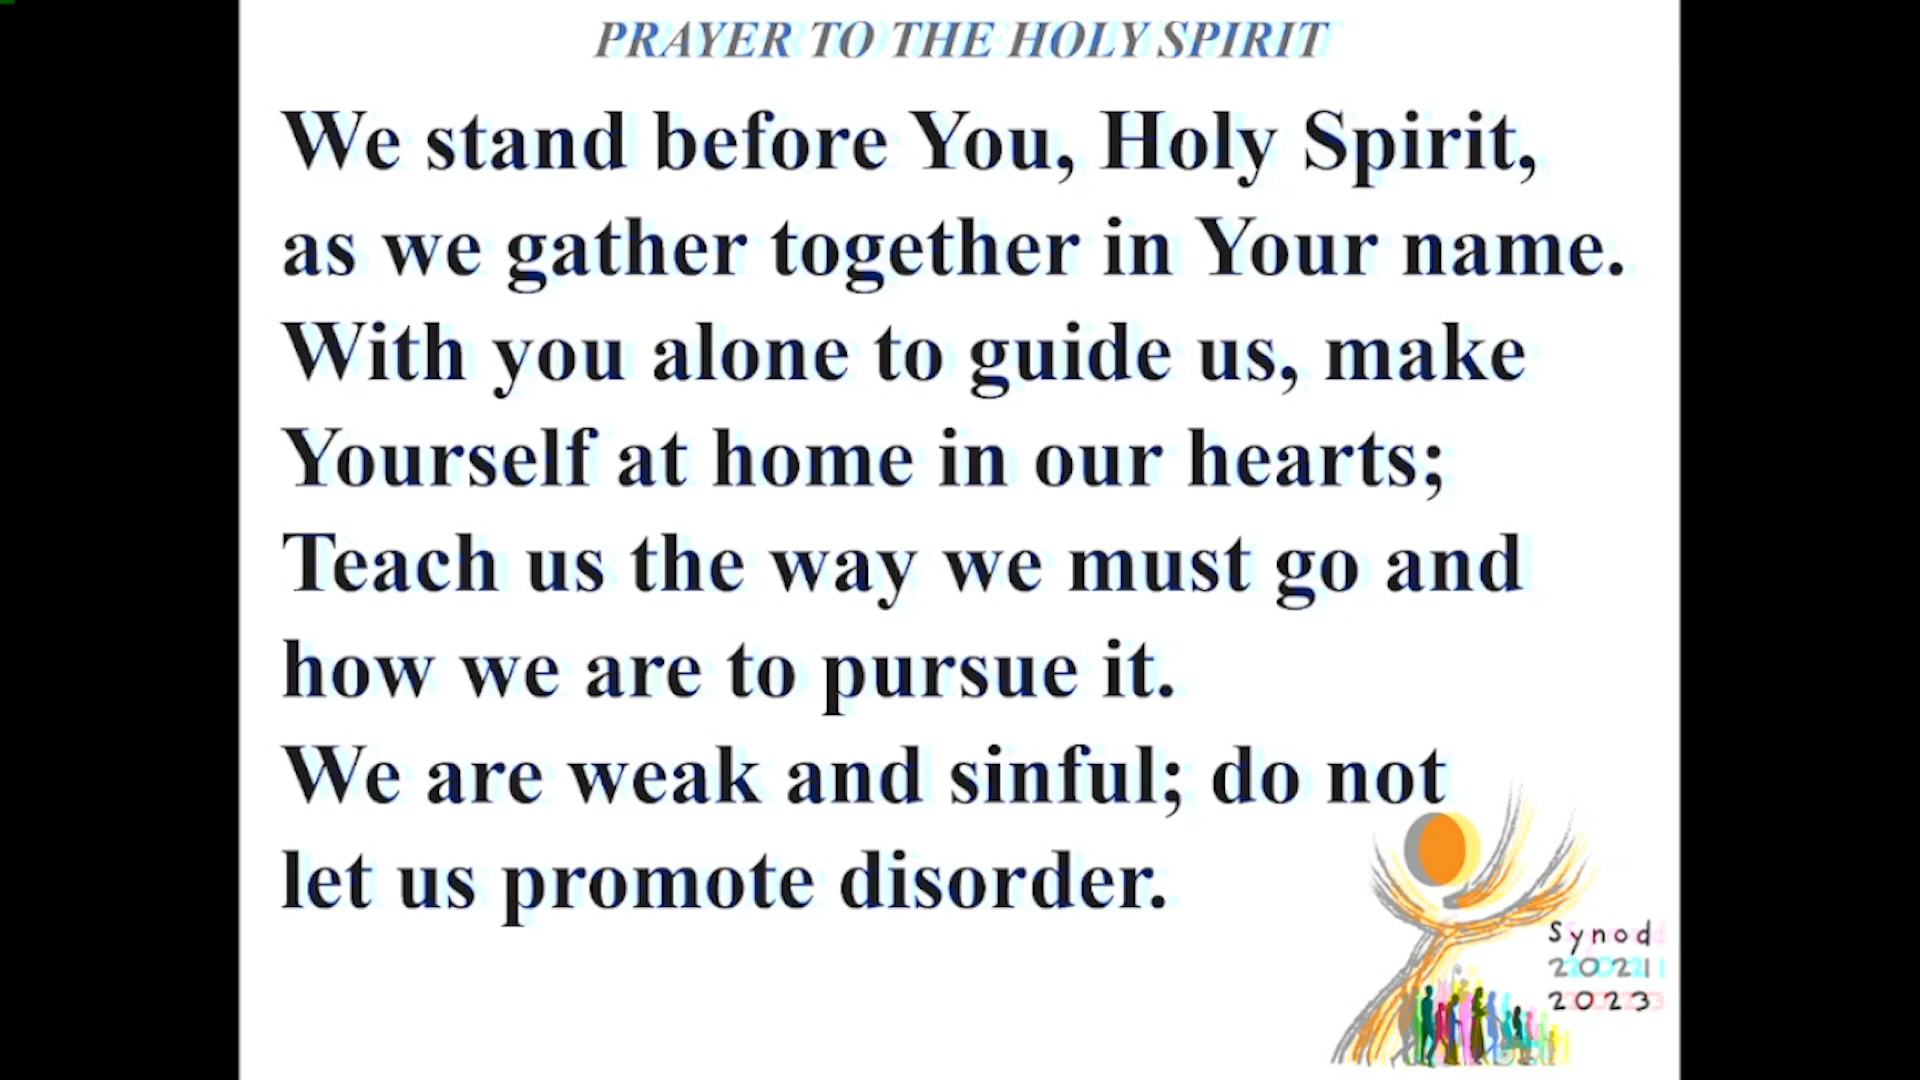 PRAYER TO THE HOLY SPIRIT
We stand before You, Holy Spirit,
as we gather together in Your name.
With you alone to guide us, make
Yourself at home in our hearts;
Teach us the way we must go and
how we are to pursue it.
We are weak and sinful; do not
let us promote disorder.
Synod
2021
2023